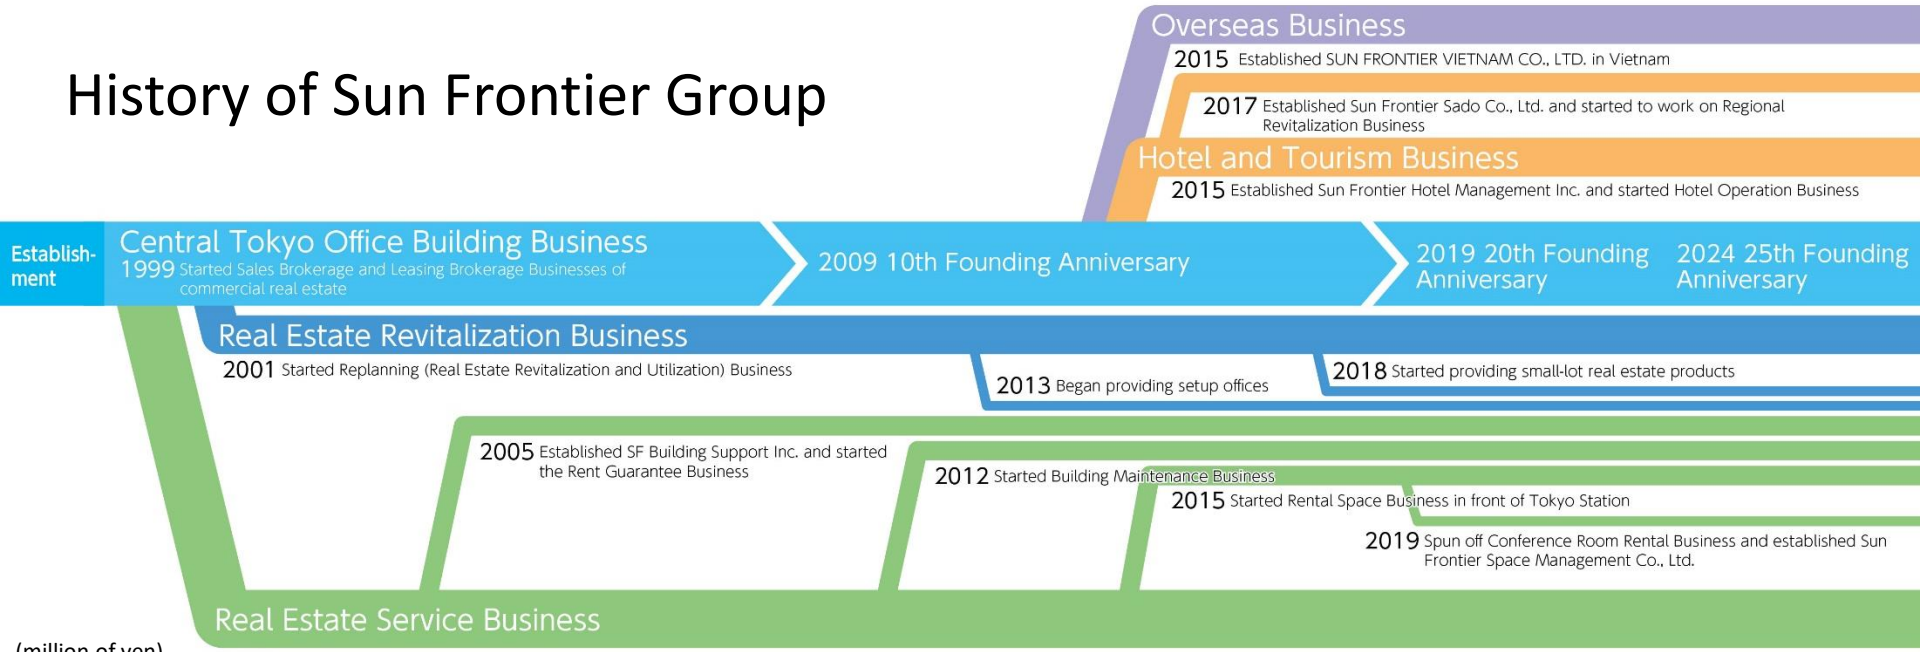 History of Sun Frontier Group
Overseas Business
2015 Established SUN FRONTIER VIETNAM CO., LTD. in Vietnam
2017 Established Sun Frontier Sado Co., Ltd. and started to work on Regional
Revitalization Business
Hotel and Tourism Business
2015 Established Sun Frontier Hotel Management Inc. and started Hotel Operation Business
Establish-
ment
Central Tokyo Office Building Business
1999 Started Sales Brokerage and Leasing Brokerage Businesses of
commercial real estate
2009 10th Founding Anniversary
2019 20th Founding
Anniversary
2024 25th Founding
Anniversary
Real Estate Revitalization Business
2001 Started Replanning (Real Estate Revitalization and Utilization) Business
2013 Began providing setup offices
2018 Started providing small-lot real estate products
2005 Established SF Building Support Inc. and started
the Rent Guarantee Business
2012 Started Building Maintenance Business
2015 Started Rental Space Business in front of Tokyo Station
2019 Spun off Conference Room Rental Business and established Sun
Frontier Space Management Co., Ltd.
Real Estate Service Business
(million of yen)